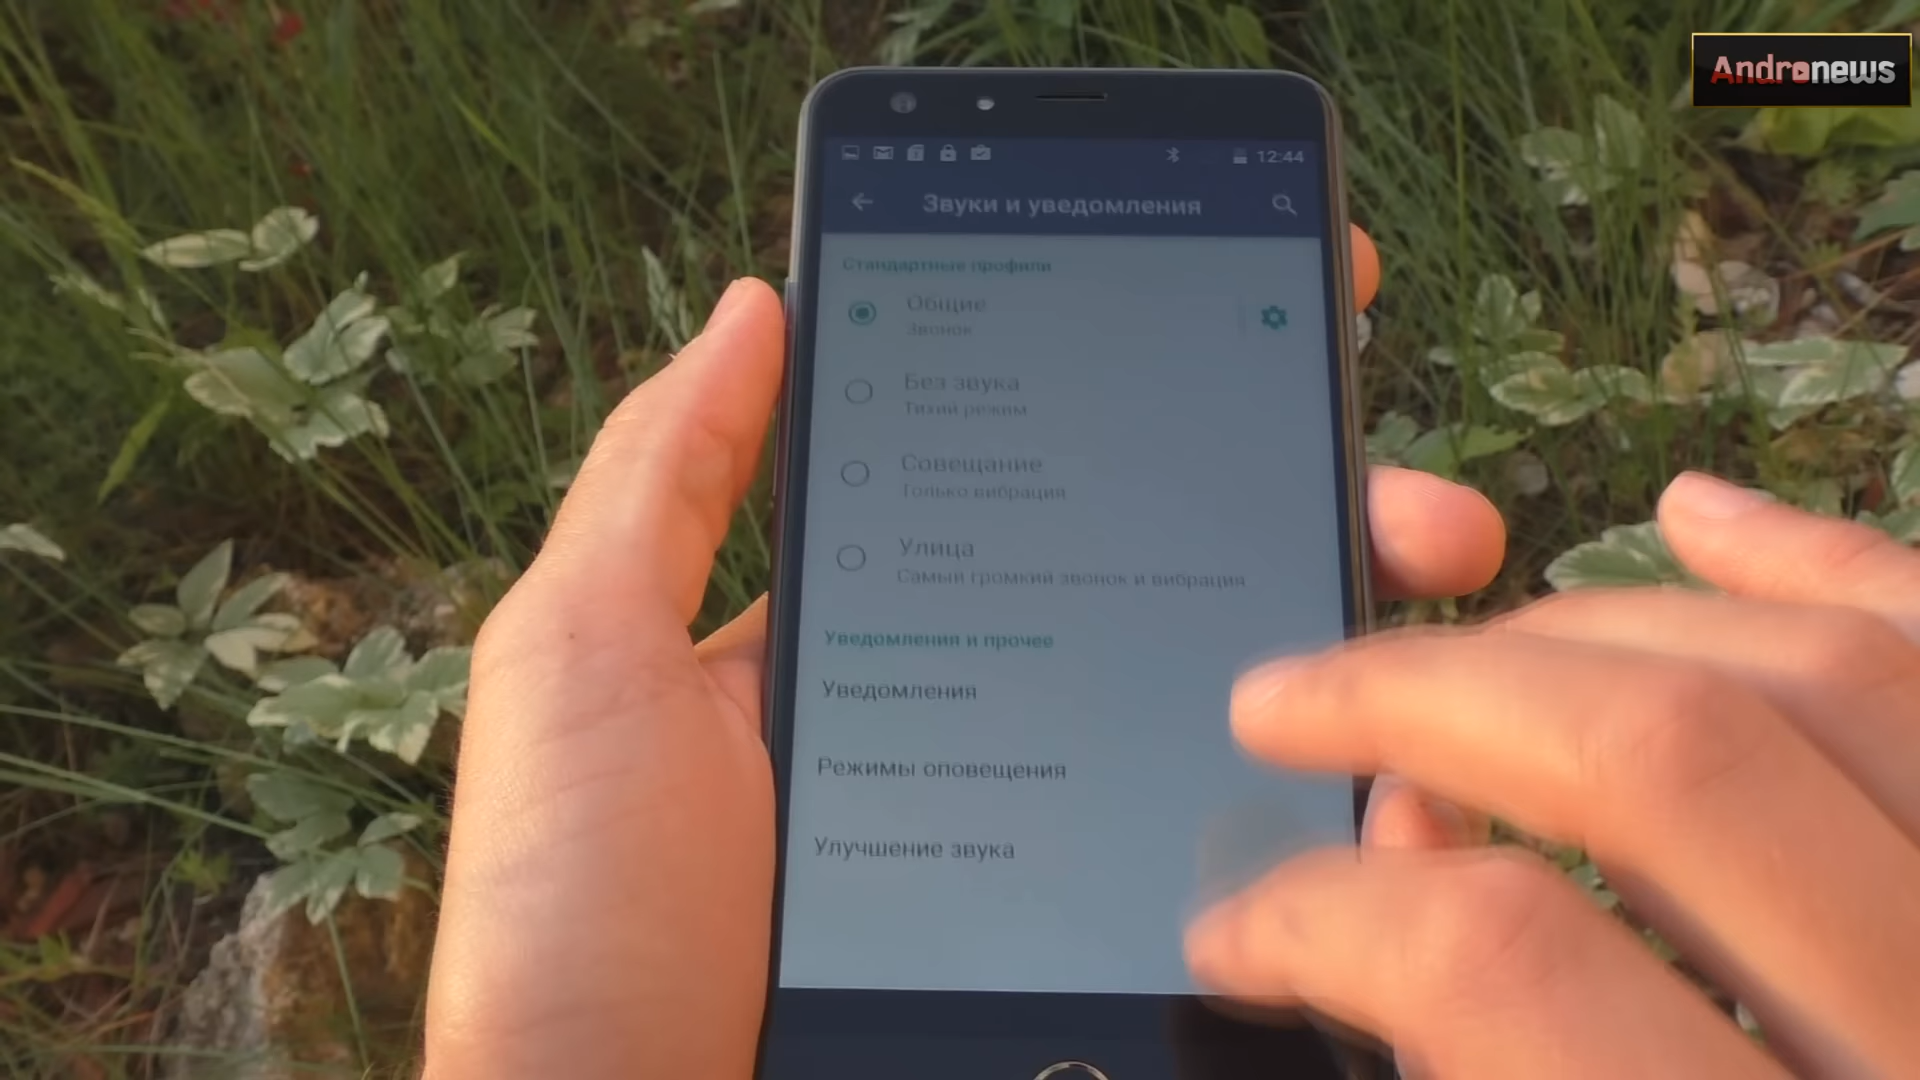 Andronews
12:44
Звуки и уведомления
Стандартные профили
Общие
Звонок
Без звука
Тихий режим
Совещание
Только вибрация
Улица
Самый громкий звонок и вибрация
Уведомления и прочее
Уведомления
Режимы оповещения
Улучшение звука